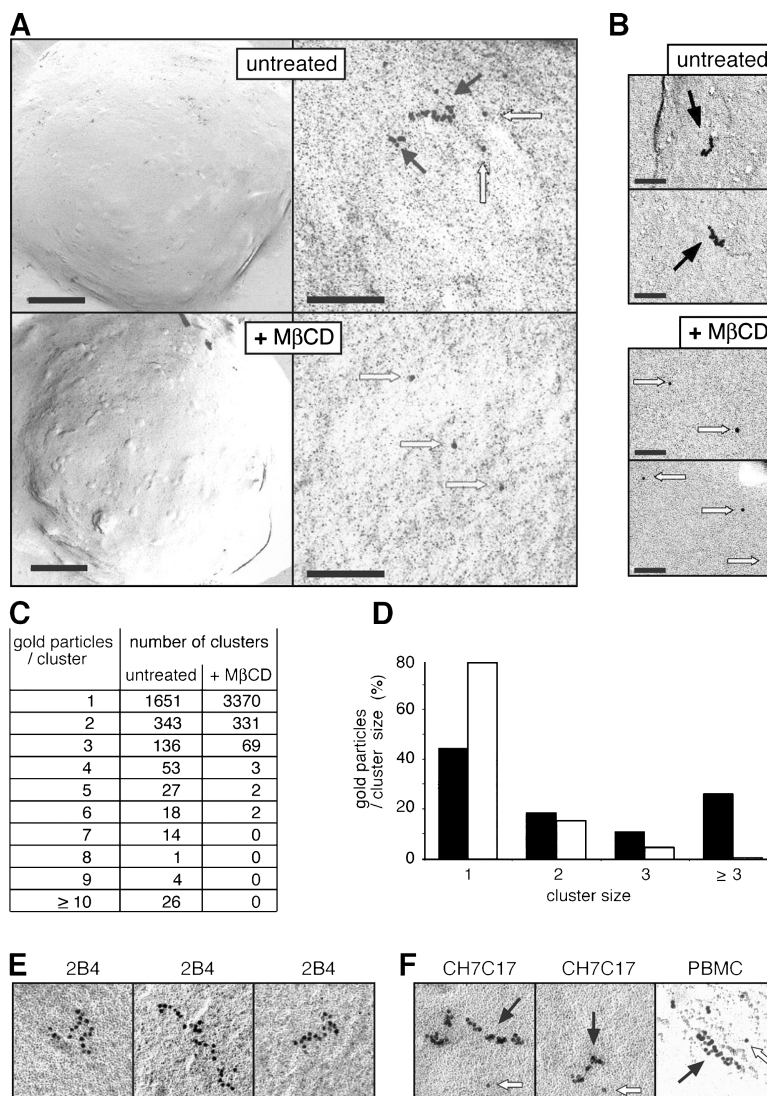 A
B
untreated
untreated
+ MβCD
+ MβCD
C
gold particles / cluster
number of clusters
untreated + MβCD
1 1651 3370
2 343 331
3 136 69
4 53 3
5 27 2
6 18 2
7 14 0
8 1 0
9 4 0
≥ 10 26 0
D
gold particles / cluster size (%)
80
60
40
20
0
1 2 3 ≥ 3
cluster size
E
2B4 2B4 2B4
F
CH7C17 CH7C17 PBMC